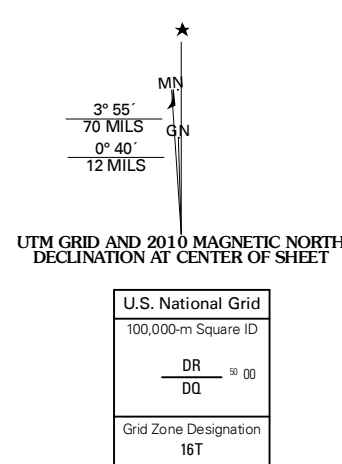 ★
MN
3° 55´
70 MILS
GN
0° 40´
12 MILS
UTM GRID AND 2010 MAGNETIC NORTH
DECLINATION AT CENTER OF SHEET
U.S. National Grid
100,000-m Square ID
DR
50 00
DQ
Grid Zone Designation
16T